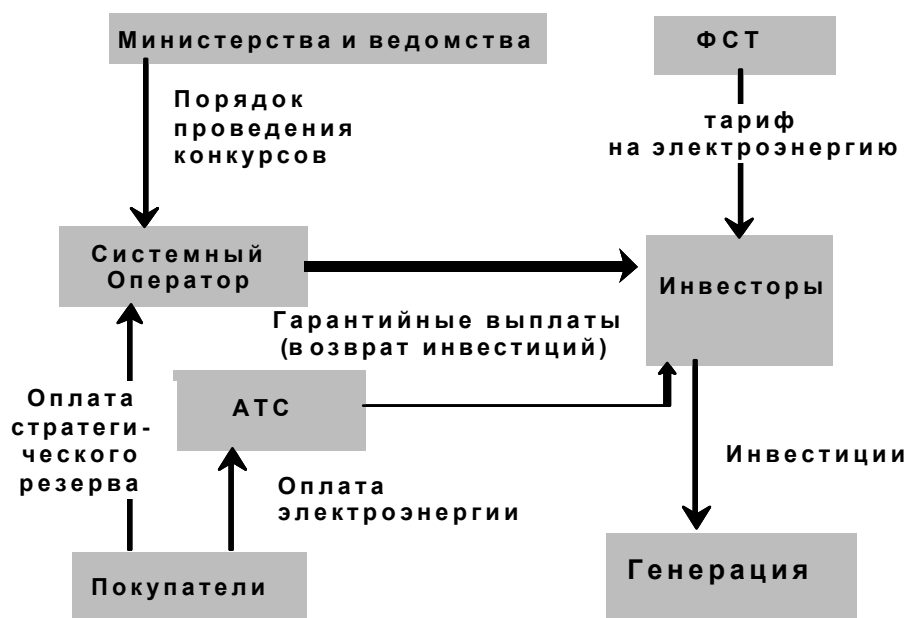 Министерства и ведомства
ФСТ
Порядок
проведения
конкурсов
тариф
на электроэнергию
Системный
Оператор
Инвесторы
Гарантийные выплаты
(возврат инвестиций)
АТС
Оплата
стратеги-
ческого
резерва
Оплата
электроэнергии
Инвестиции
Покупатели
Генерация